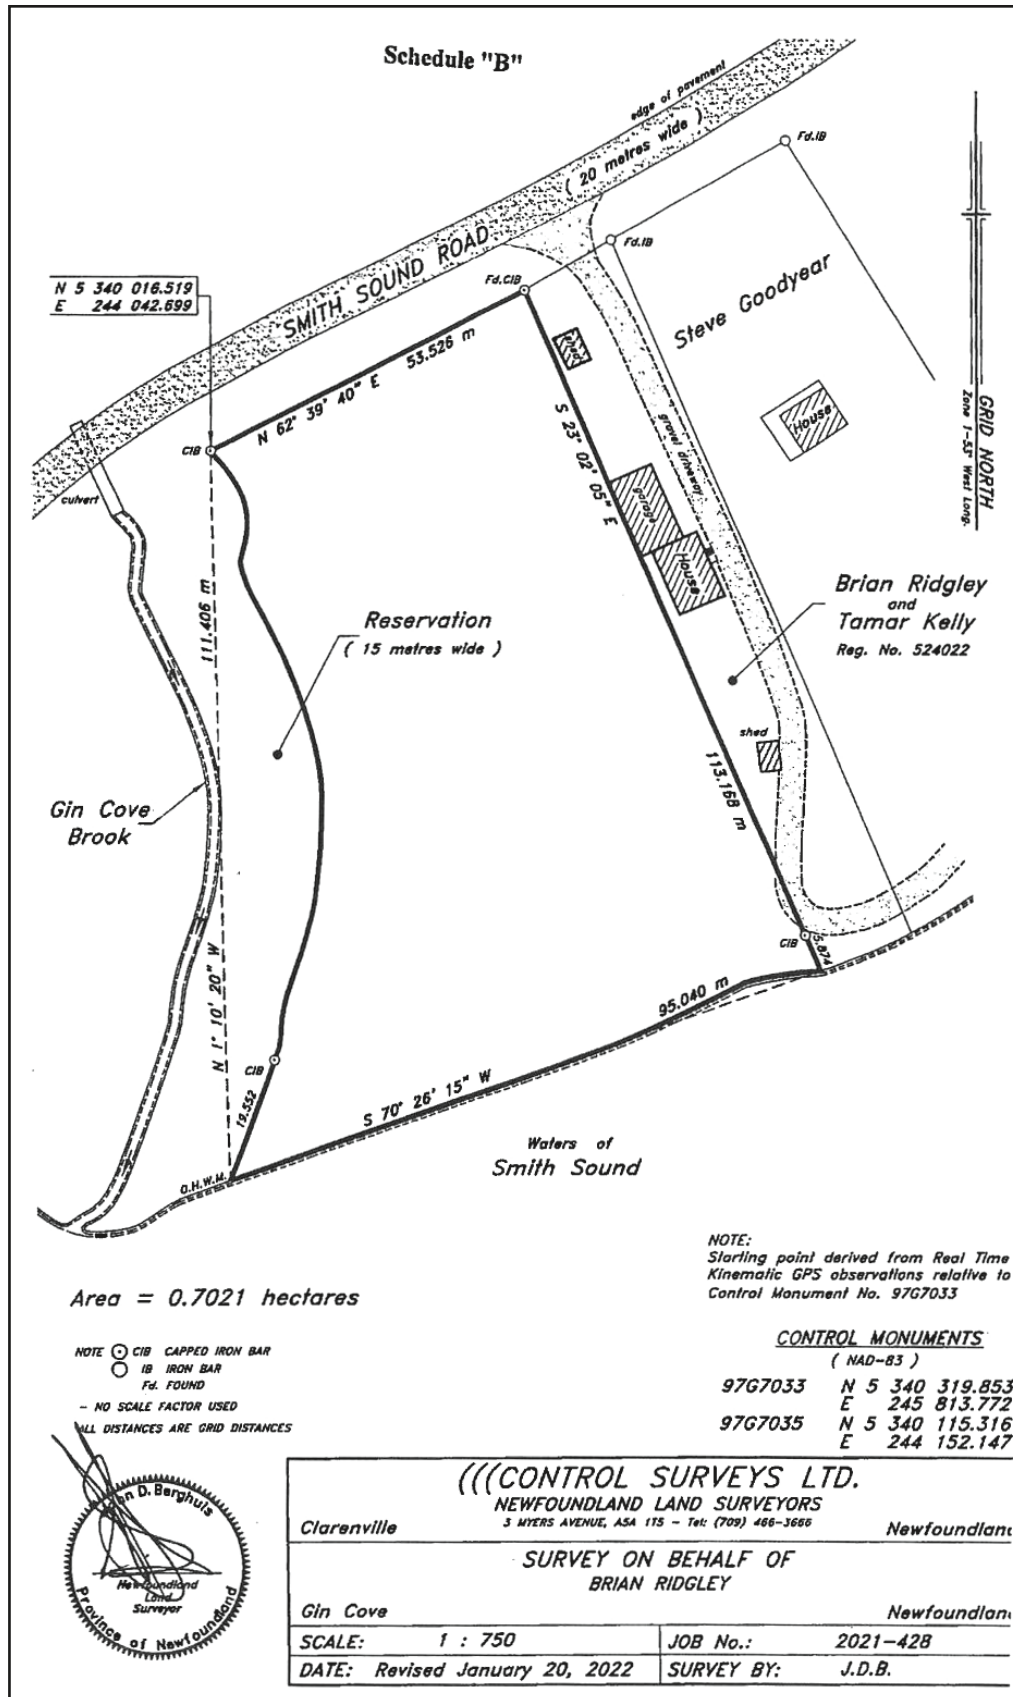 Schedule "B"
edge of pavement
( 20 metres wide )
Fd.IB
Fd.IB
SMITH SOUND ROAD
Fd.CIB
N 5 340 016.519
E 244 042.699
Steve Goodyear
shed
N 62° 39' 40" E 53.526 m
GRID NORTH
Zone 1-53° West Long.
CIB
S 23° 02' 05" E
gravel driveway
House
culvert
garage
House
111.406 m
Reservation
( 15 metres wide )
Brian Ridgley
and
Tamar Kelly
Reg. No. 524022
shed
113.168 m
Gin Cove
Brook
CIB
5.874
95.040 m
N 1° 10' 20" W
CIB
19.552
S 70° 26' 15" W
Waters of
Smith Sound
O.H.W.M.
NOTE:
Starting point derived from Real Time
Kinematic GPS observations relative to
Control Monument No. 97G7033
Area = 0.7021 hectares
CONTROL MONUMENTS
( NAD-83 )
97G7033 N 5 340 319.853
E 245 813.772
97G7035 N 5 340 115.316
E 244 152.147
NOTE CIB CAPPED IRON BAR
IB IRON BAR
Fd. FOUND
- NO SCALE FACTOR USED
ALL DISTANCES ARE GRID DISTANCES
D. Berghuis
Newfoundland
Land
Surveyor
Province of Newfoundland
(((CONTROL SURVEYS LTD.
NEWFOUNDLAND LAND SURVEYORS
3 MYERS AVENUE, A5A 1T5 - Tel: (709) 466-3666
Clarenville Newfoundland
SURVEY ON BEHALF OF
BRIAN RIDGLEY
Gin Cove Newfoundland
SCALE: 1 : 750 JOB No.: 2021-428
DATE: Revised January 20, 2022 SURVEY BY: J.D.B.